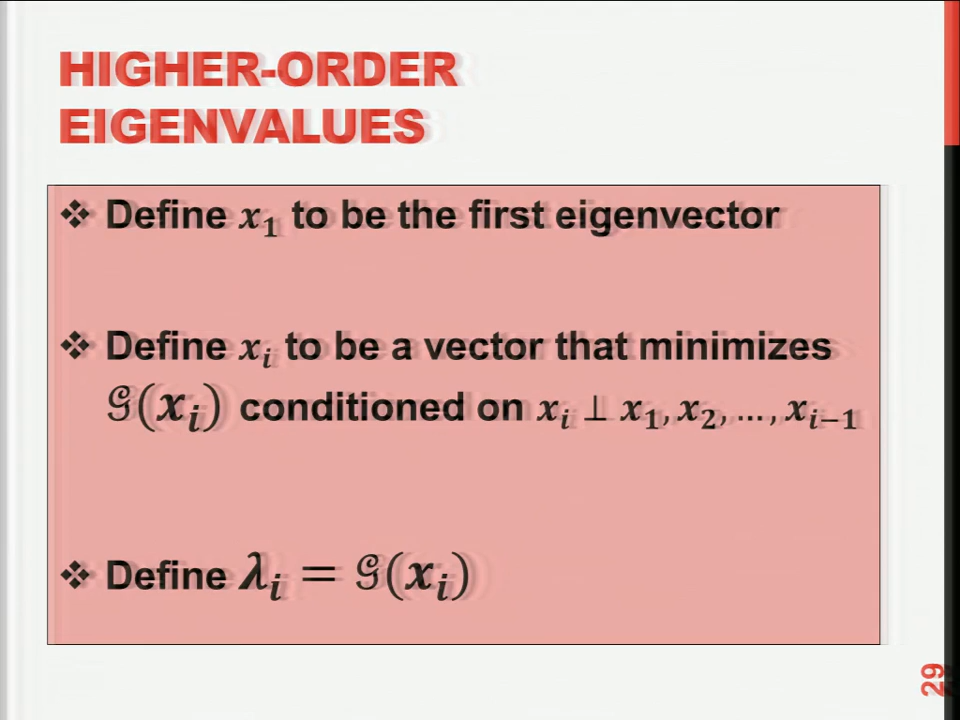 HIGHER-ORDER
EIGENVALUES
❖ Define 𝒙₁ to be the first eigenvector
❖ Define 𝒙ᵢ to be a vector that minimizes
𝒢(𝒙ᵢ) conditioned on 𝒙ᵢ ⊥ 𝒙₁, 𝒙₂, … , 𝒙ᵢ₋₁
❖ Define 𝝀ᵢ = 𝒢(𝒙ᵢ)
29